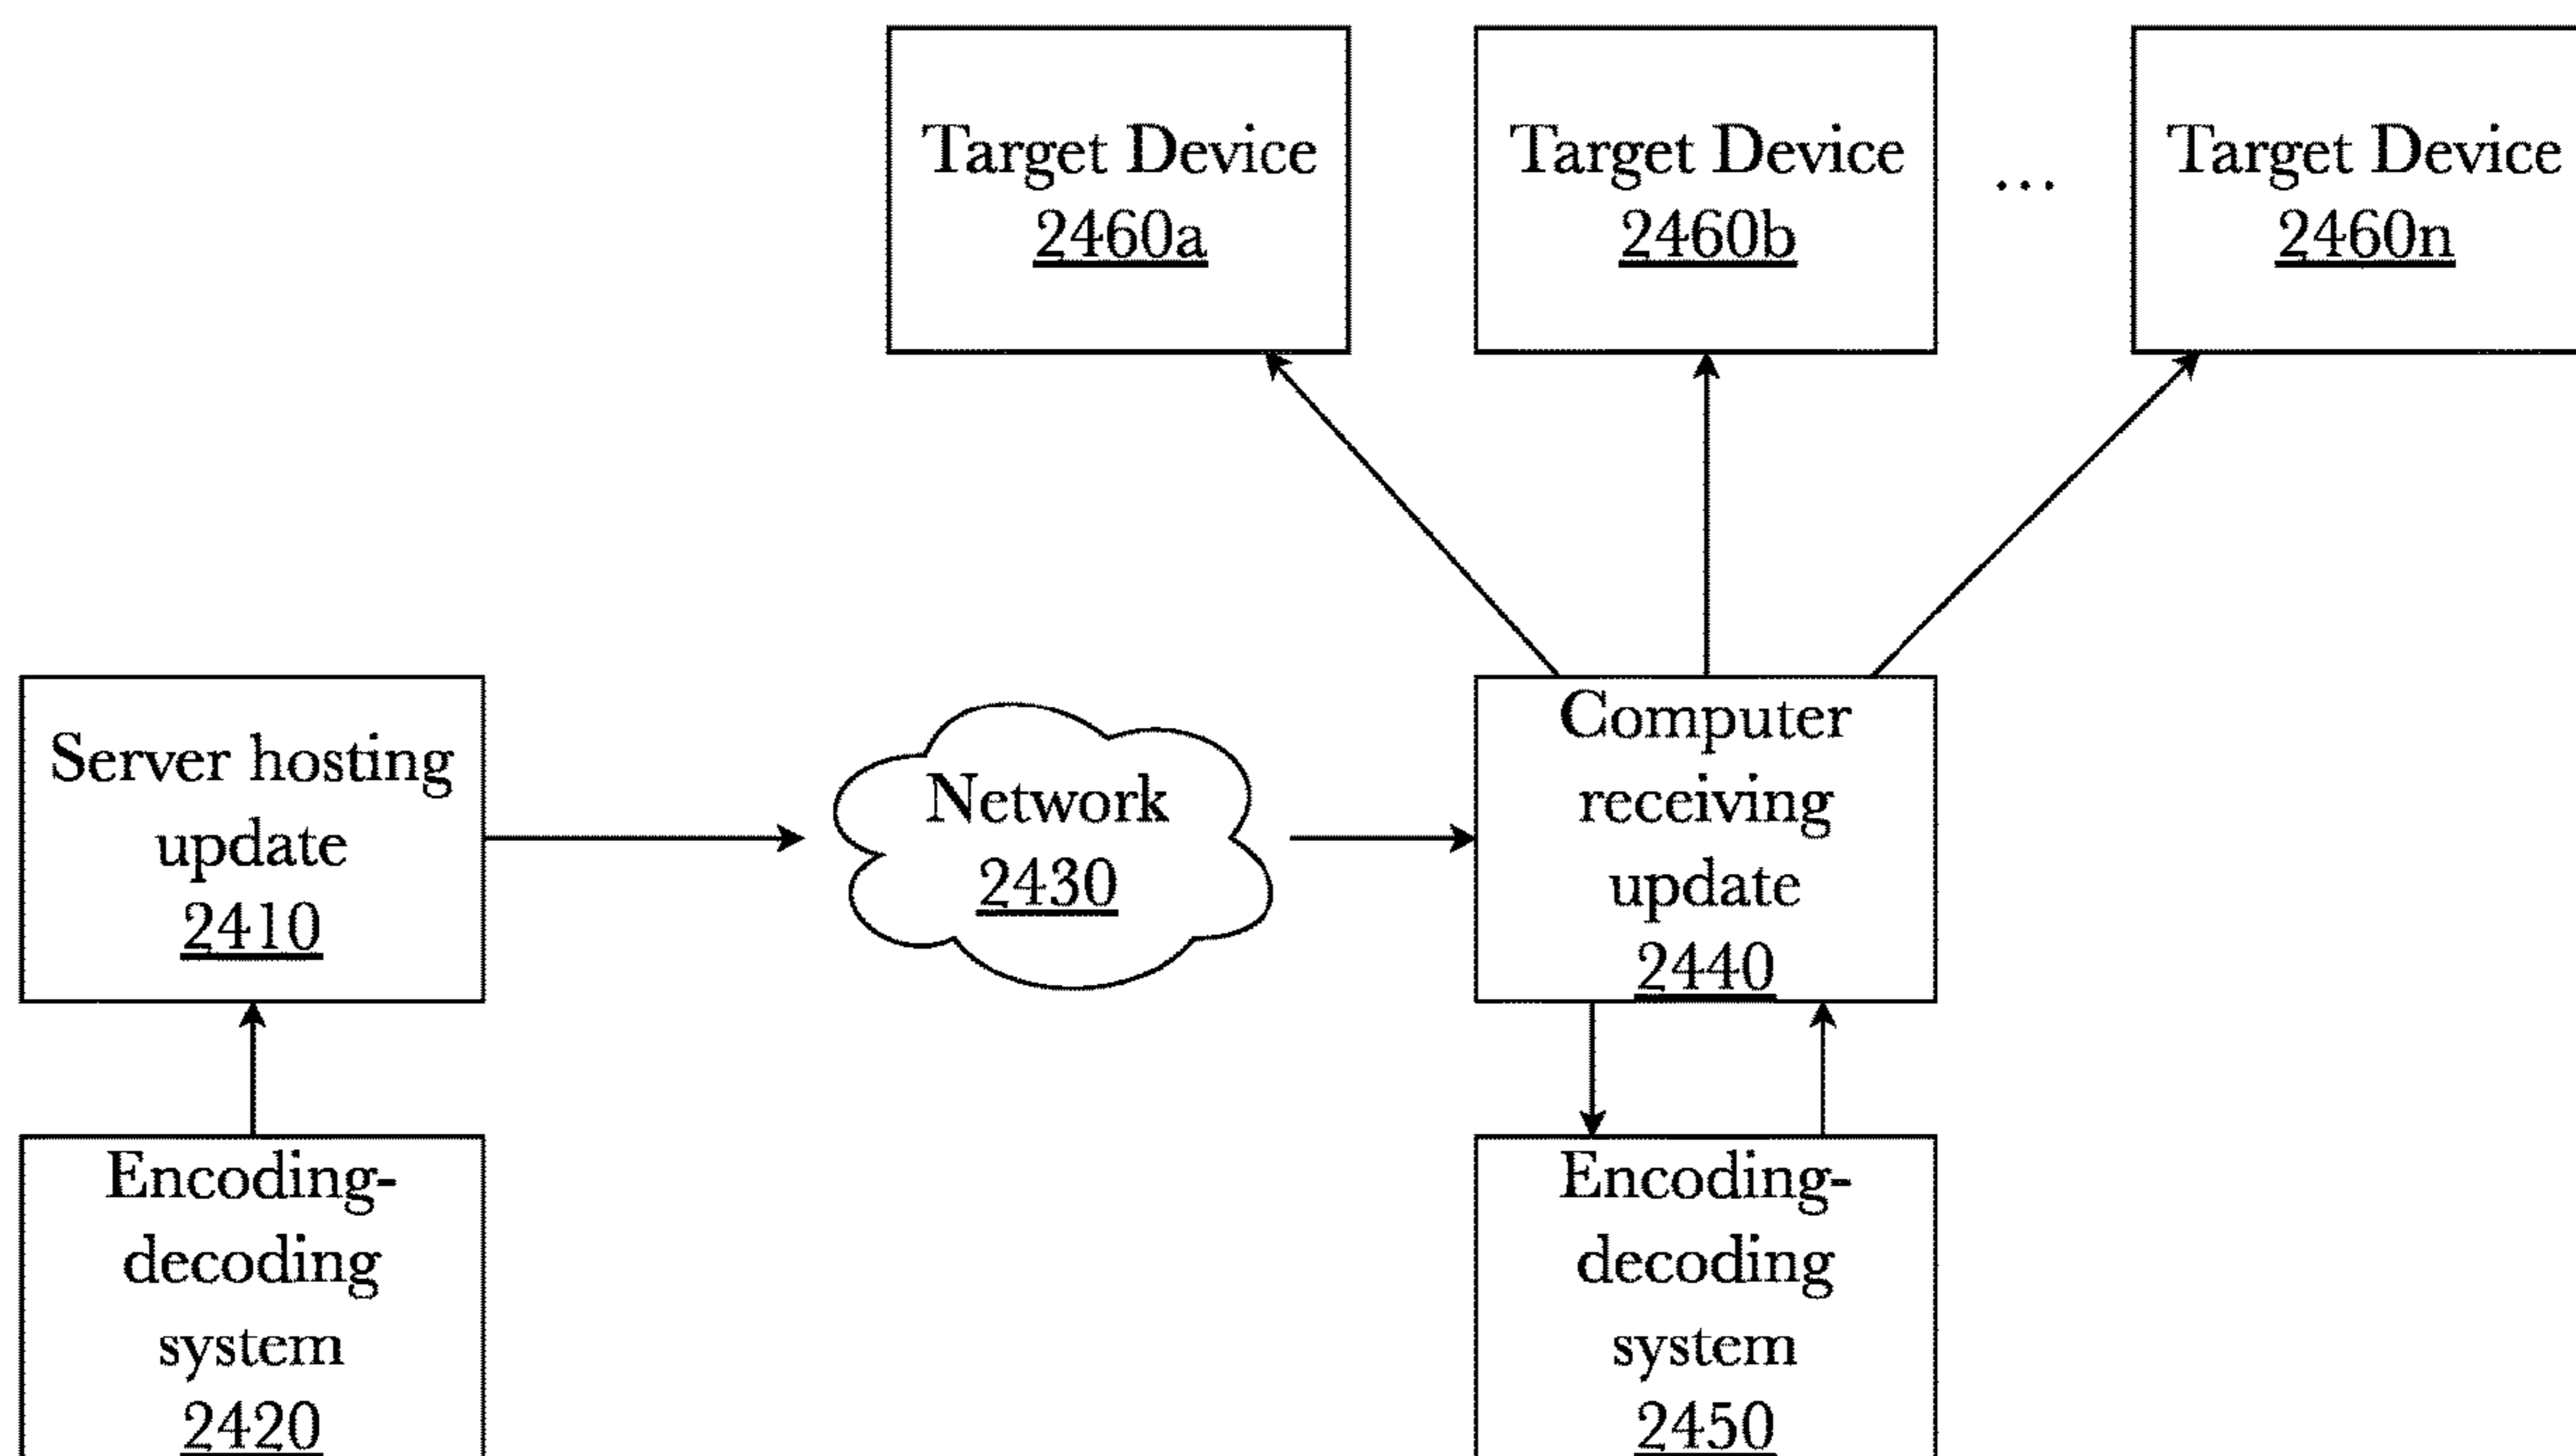 Target Device
2460a
Target Device
2460b
...
Target Device
2460n
Server hosting
update
2410
Network
2430
Computer
receiving
update
2440
Encoding-
decoding
system
2420
Encoding-
decoding
system
2450